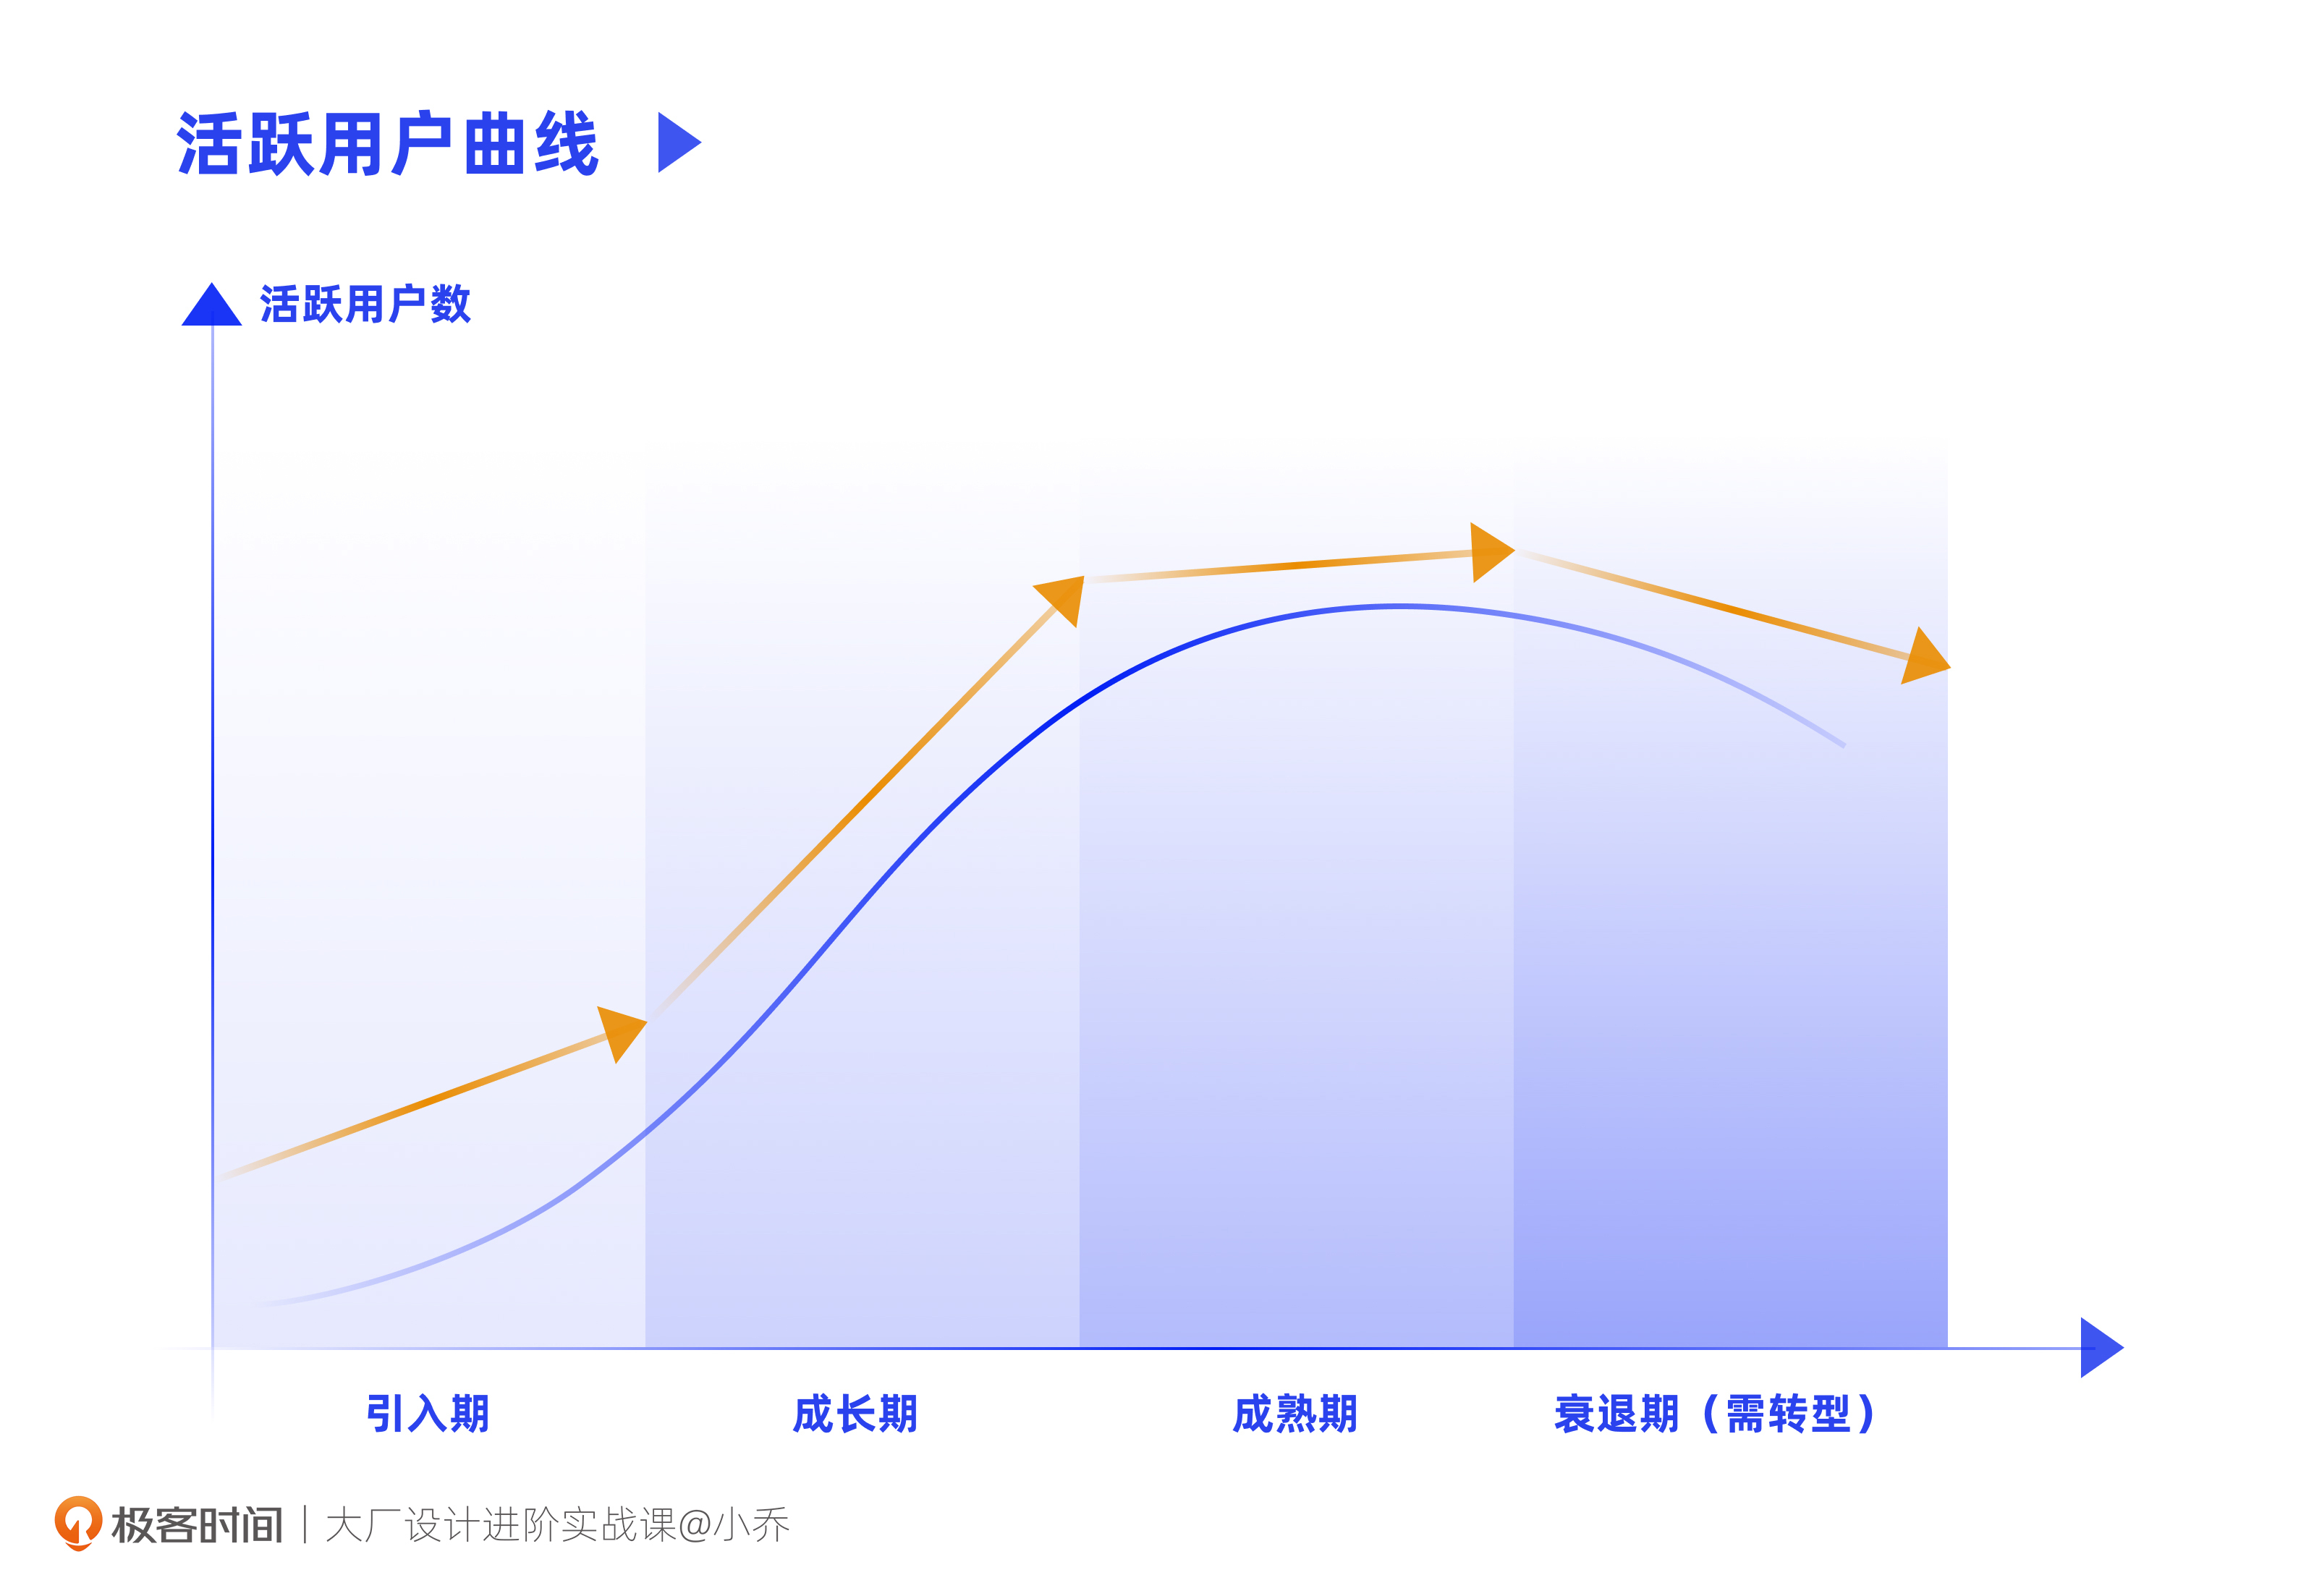 活跃用户曲线
活跃用户数
引入期
成长期
成熟期
衰退期（需转型）
极客时间｜大厂设计进阶实战课@小乔